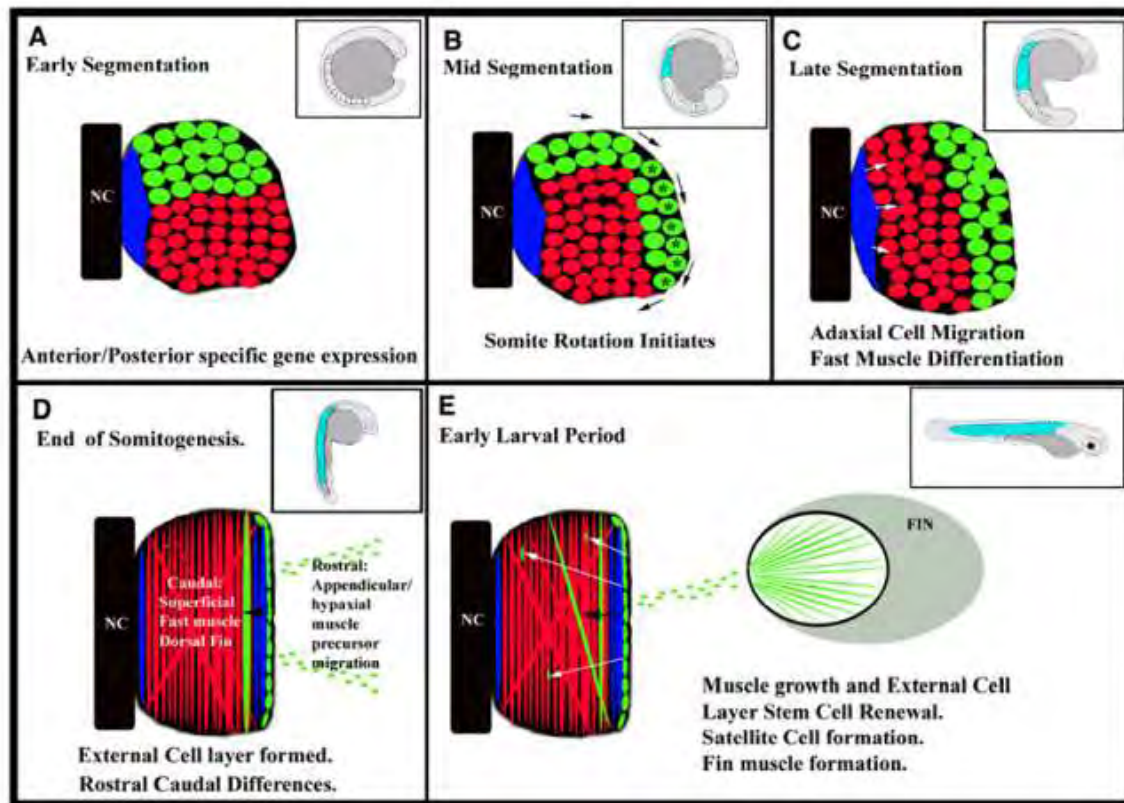 A
Early Segmentation
NC
Anterior/Posterior specific gene expression
B
Mid Segmentation
NC
Somite Rotation Initiates
C
Late Segmentation
NC
Adaxial Cell Migration
Fast Muscle Differentiation
D
End of Somitogenesis.
NC
Caudal:
Superficial
Fast muscle
Dorsal Fin
Rostral:
Appendicular/
hypaxial
muscle
precursor
migration
External Cell layer formed.
Rostral Caudal Differences.
E
Early Larval Period
NC
FIN
Muscle growth and External Cell
Layer Stem Cell Renewal.
Satellite Cell formation.
Fin muscle formation.